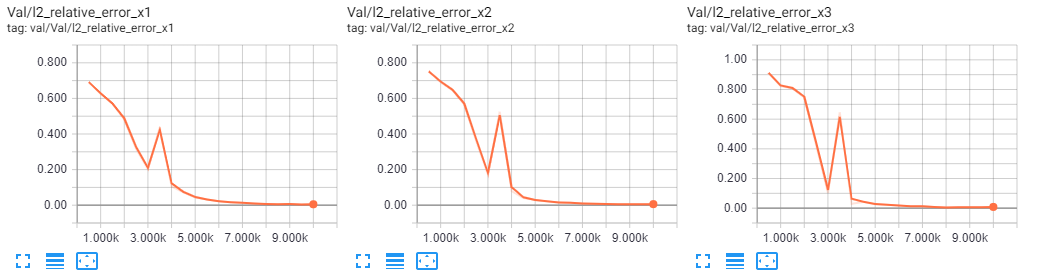 Val/l2_relative_error_x1
tag: val/Val/l2_relative_error_x1
0.800
0.600
0.400
0.200
0.00
1.000k 3.000k 5.000k 7.000k 9.000k
Val/l2_relative_error_x2
tag: val/Val/l2_relative_error_x2
0.800
0.600
0.400
0.200
0.00
1.000k 3.000k 5.000k 7.000k 9.000k
Val/l2_relative_error_x3
tag: val/Val/l2_relative_error_x3
1.00
0.800
0.600
0.400
0.200
0.00
1.000k 3.000k 5.000k 7.000k 9.000k